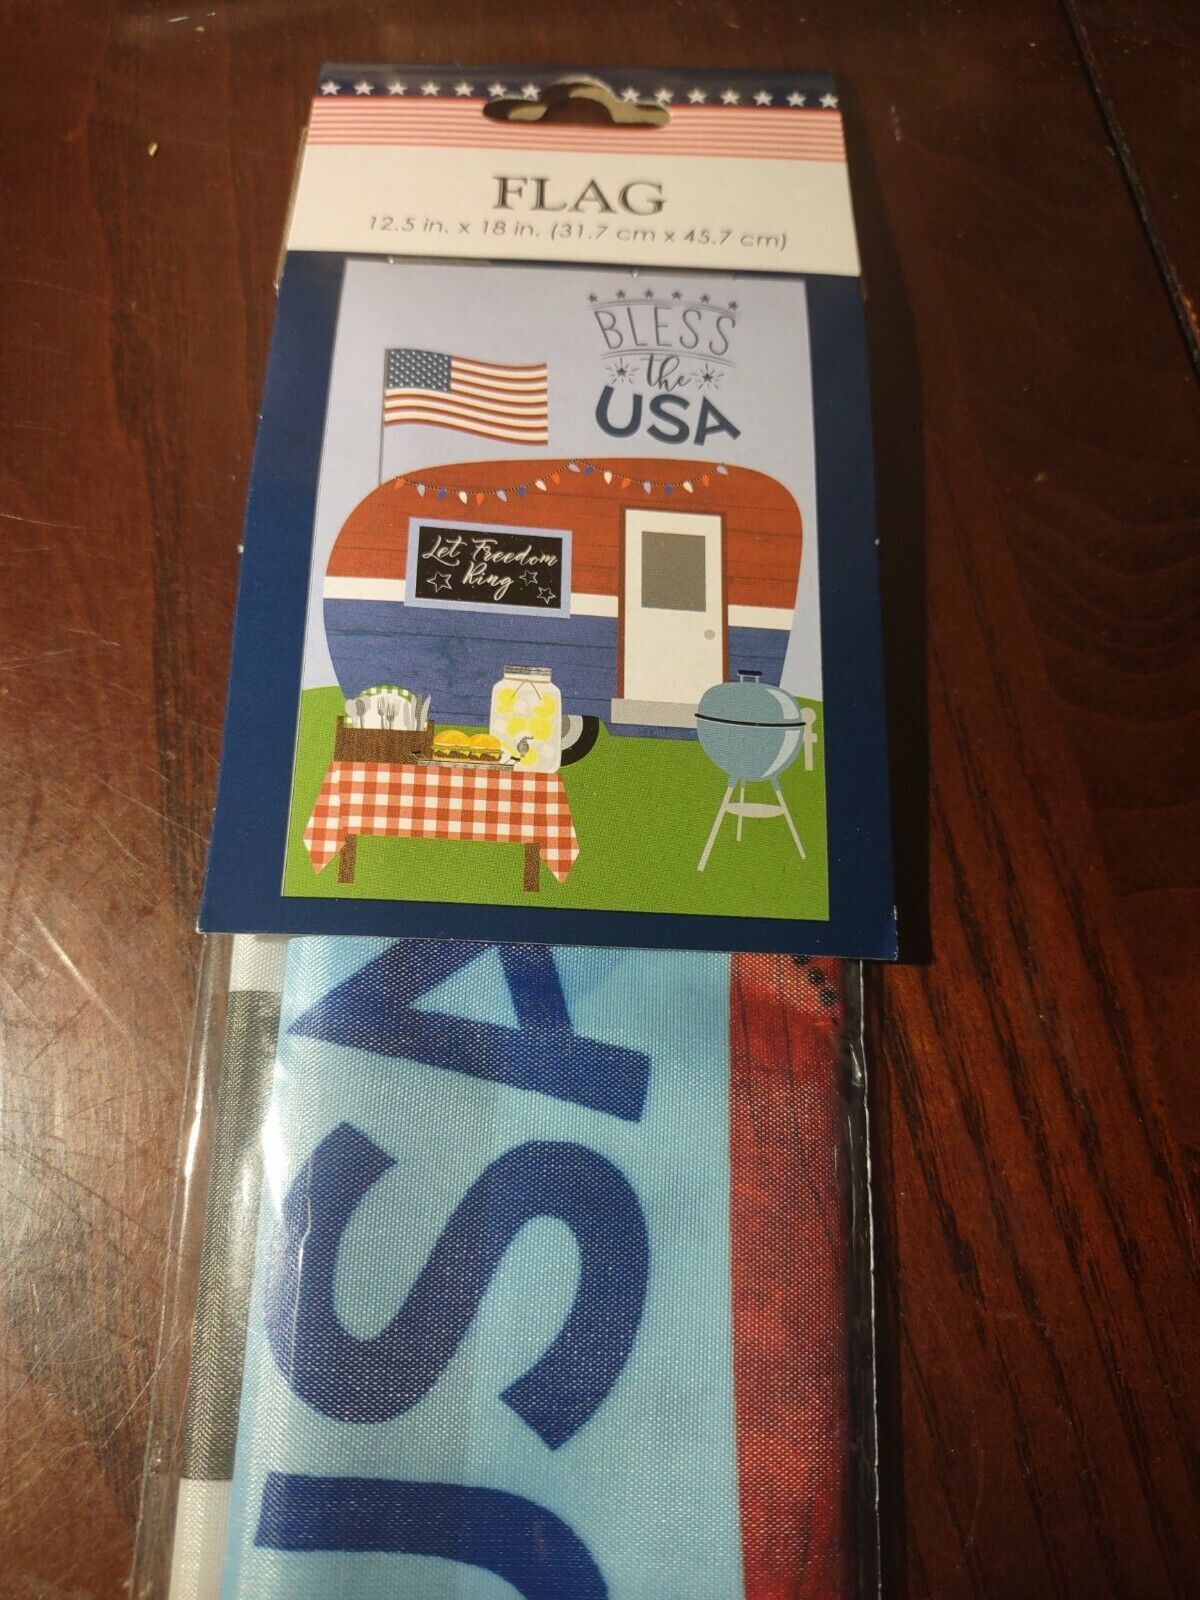 FLAG
12.5 in. x 18 in. (31.7 cm x 45.7 cm)
BLESS
the
USA
Let Freedom
Ring
USA